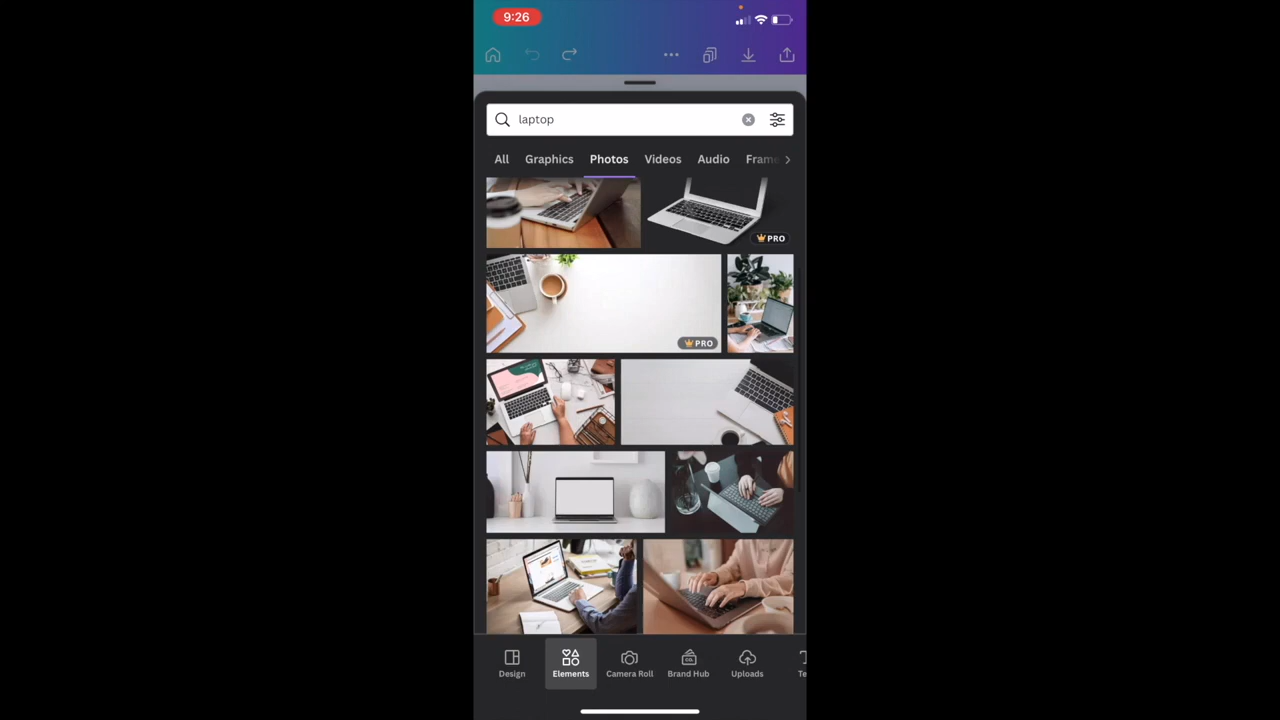 9:26
laptop
All Graphics Photos Videos Audio
PRO
PRO
Design Elements Camera Roll Brand Hub Uploads